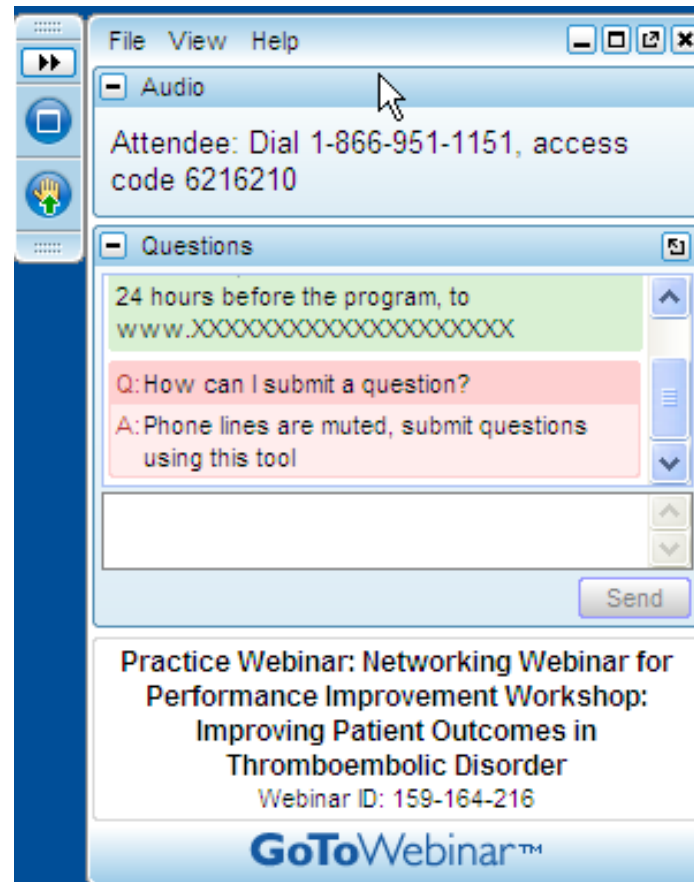 File View Help
Audio
Attendee: Dial 1-866-951-1151, access
code 6216210
Questions
24 hours before the program, to
www.XXXXXXXXXXXXXXXXXXXXX
Q: How can I submit a question?
A: Phone lines are muted, submit questions
using this tool
Send
Practice Webinar: Networking Webinar for
Performance Improvement Workshop:
Improving Patient Outcomes in
Thromboembolic Disorder
Webinar ID: 159-164-216
GoToWebinar™